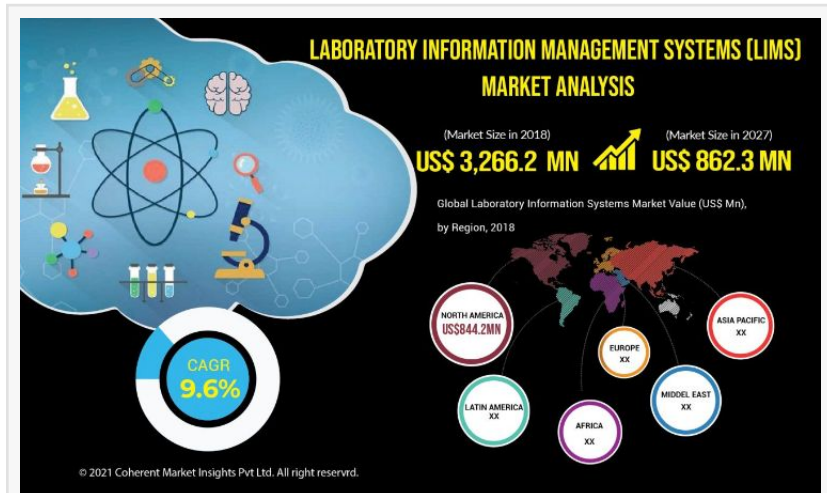 LABORATORY INFORMATION MANAGEMENT SYSTEMS (LIMS)
MARKET ANALYSIS
(Market Size in 2018)
US$ 3,266.2 MN
(Market Size in 2027)
US$ 862.3 MN
Global Laboratory Information Systems Market Value (US$ Mn),
by Region, 2018
NORTH AMERICA
US$844.2MN
ASIA PACIFIC
XX
EUROPE
XX
LATIN AMERICA
XX
MIDDLE EAST
XX
AFRICA
XX
CAGR
9.6%
© 2021 Coherent Market Insights Pvt Ltd. All right reservrd.